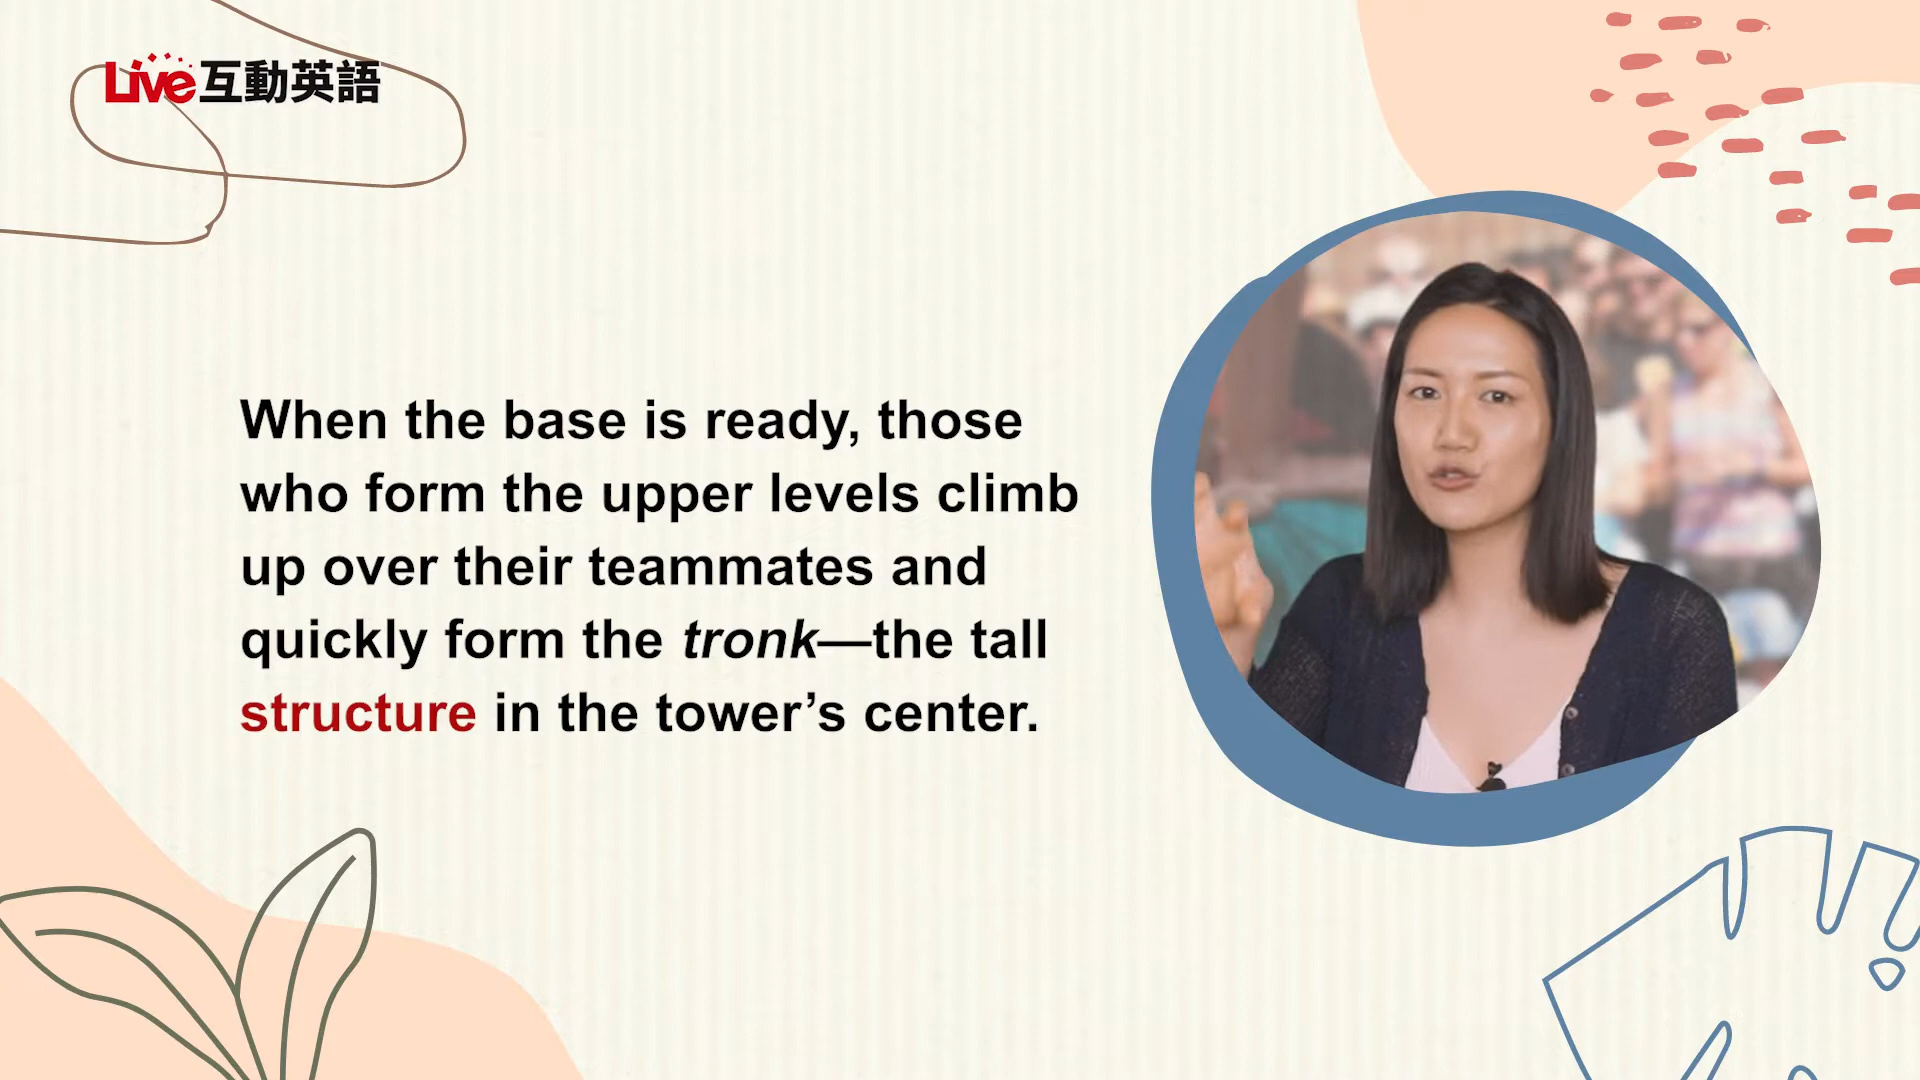 Live互動英語
When the base is ready, those
who form the upper levels climb
up over their teammates and
quickly form the tronk—the tall
structure in the tower’s center.